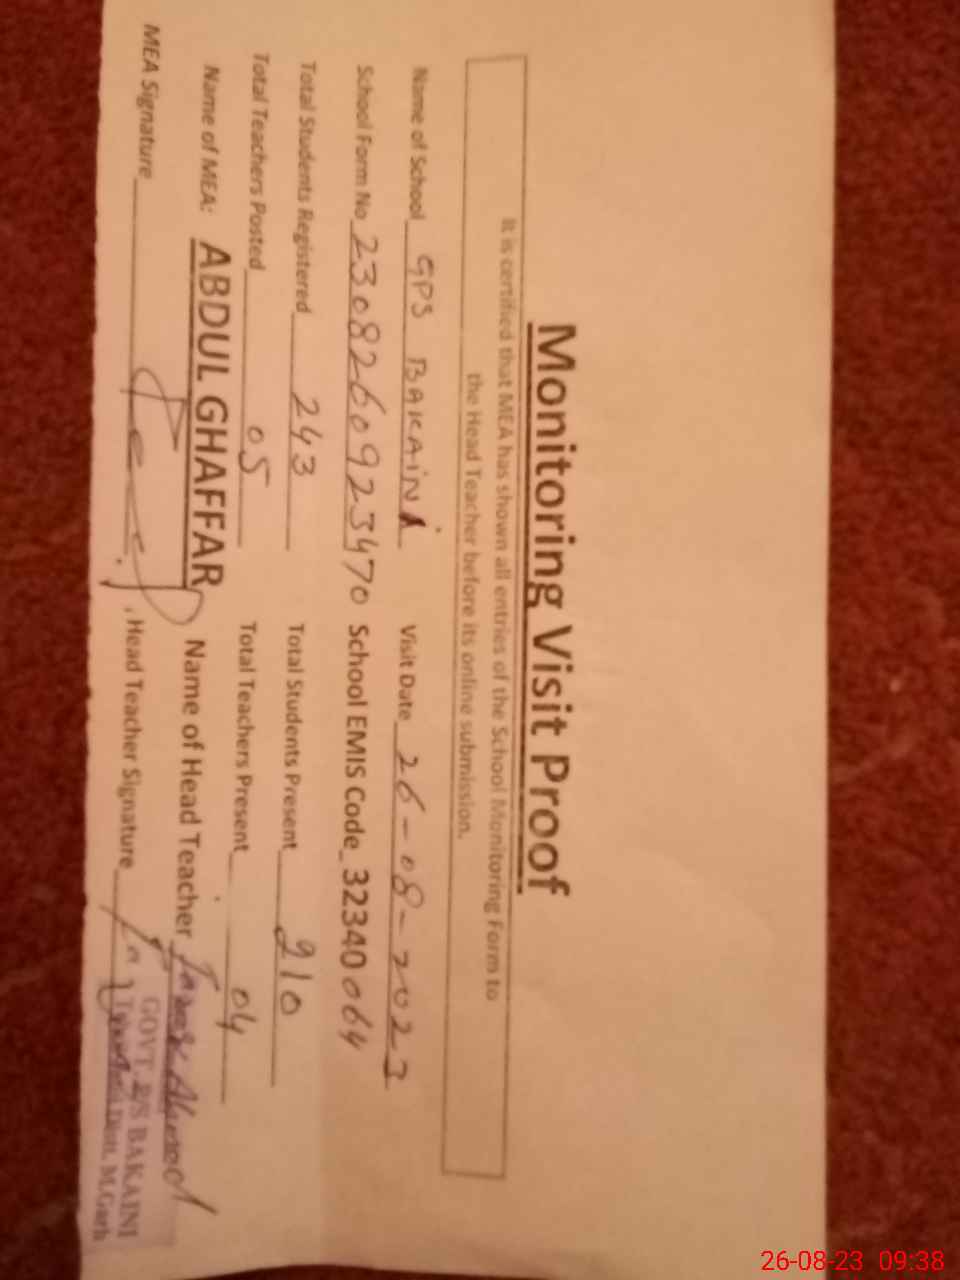 Monitoring Visit Proof
It is certified that MEA has shown all entries of the School Monitoring Form to
the Head Teacher before its online submission.
Name of School GPS BAKAiNi Visit Date 26-08-2023
School Form No 2308260923470 School EMIS Code 32340064
Total Students Registered 243 Total Students Present 210
Total Teachers Posted 05 Total Teachers Present 04
Name of MEA: ABDUL GHAFFAR Name of Head Teacher Ahmed
MEA Signature , Head Teacher Signature
GOVT. P/S BAKAINI
Distt. M.Garh
26-08-23 09:38